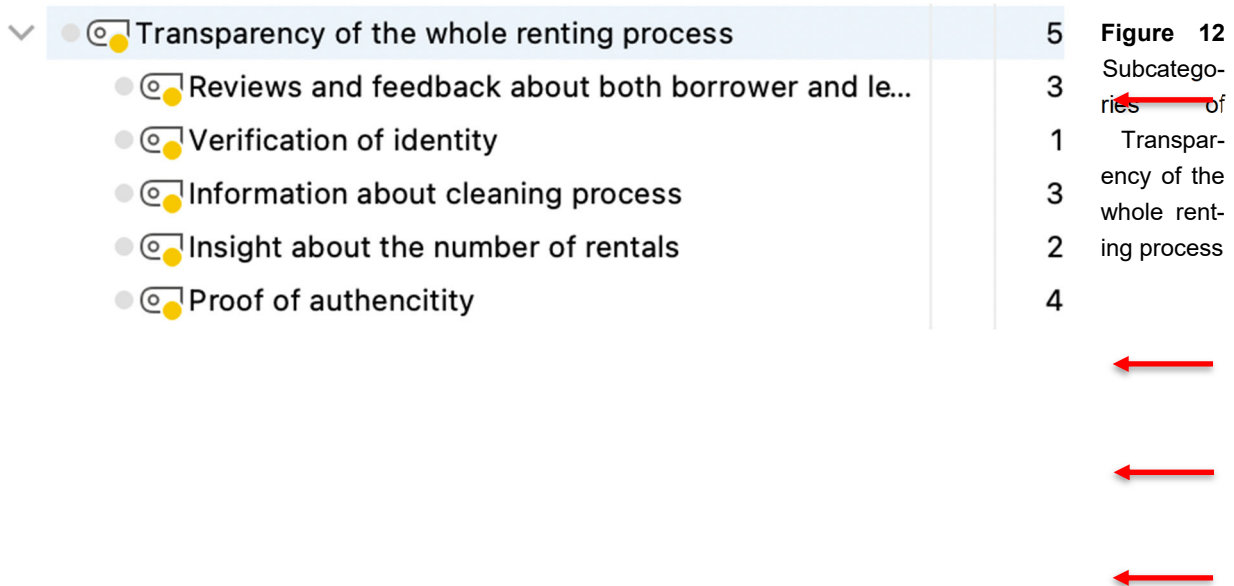 Transparency of the whole renting process 5
Reviews and feedback about both borrower and le... 3
Verification of identity 1
Information about cleaning process 3
Insight about the number of rentals 2
Proof of authencitity 4
Figure 12
Subcatego-
ries of
Transpar-
ency of the
whole rent-
ing process